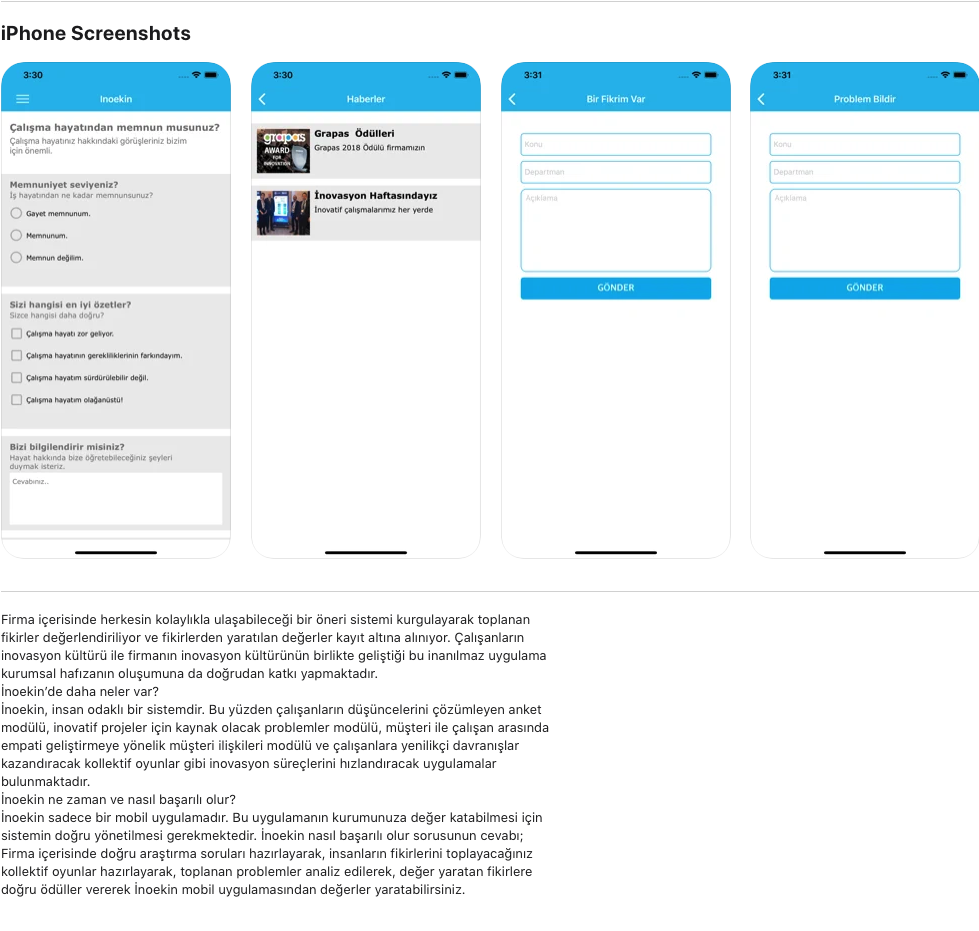 iPhone Screenshots
3:30
Inoekin
Çalışma hayatından memnun musunuz?
Çalışma hayatınız hakkındaki görüşleriniz bizim
için önemli.
Memnuniyet seviyeniz?
İş hayatından ne kadar memnunsunuz?
Gayet memnunum.
Memnunum.
Memnun değilim.
Sizi hangisi en iyi özetler?
Sizce hangisi daha doğru?
Çalışma hayatı zor geliyor.
Çalışma hayatının gerekliliklerinin farkındayım.
Çalışma hayatım sürdürülebilir değil.
Çalışma hayatım olağanüstü!
Bizi bilgilendirir misiniz?
Hayat hakkında bize öğretebileceğiniz şeyleri
duymak isteriz.
Cevabınız..
3:30
Haberler
grapas
AWARD
FOR
INNOVATION
Grapas Ödülleri
Grapas 2018 Ödülü firmamızın
İnovasyon Haftasındayız
İnovatif çalışmalarımız her yerde
3:31
Bir Fikrim Var
Konu
Departman
Açıklama
GÖNDER
3:31
Problem Bildir
Konu
Departman
Açıklama
GÖNDER
Firma içerisinde herkesin kolaylıkla ulaşabileceği bir öneri sistemi kurgulayarak toplanan
fikirler değerlendiriliyor ve fikirlerden yaratılan değerler kayıt altına alınıyor. Çalışanların
inovasyon kültürü ile firmanın inovasyon kültürünün birlikte geliştiği bu inanılmaz uygulama
kurumsal hafızanın oluşumuna da doğrudan katkı yapmaktadır.
İnoekin’de daha neler var?
İnoekin, insan odaklı bir sistemdir. Bu yüzden çalışanların düşüncelerini çözümleyen anket
modülü, inovatif projeler için kaynak olacak problemler modülü, müşteri ile çalışan arasında
empati geliştirmeye yönelik müşteri ilişkileri modülü ve çalışanlara yenilikçi davranışlar
kazandıracak kollektif oyunlar gibi inovasyon süreçlerini hızlandıracak uygulamalar
bulunmaktadır.
İnoekin ne zaman ve nasıl başarılı olur?
İnoekin sadece bir mobil uygulamadır. Bu uygulamanın kurumunuza değer katabilmesi için
sistemin doğru yönetilmesi gerekmektedir. İnoekin nasıl başarılı olur sorusunun cevabı;
Firma içerisinde doğru araştırma soruları hazırlayarak, insanların fikirlerini toplayacağınız
kollektif oyunlar hazırlayarak, toplanan problemler analiz edilerek, değer yaratan fikirlere
doğru ödüller vererek İnoekin mobil uygulamasından değerler yaratabilirsiniz.